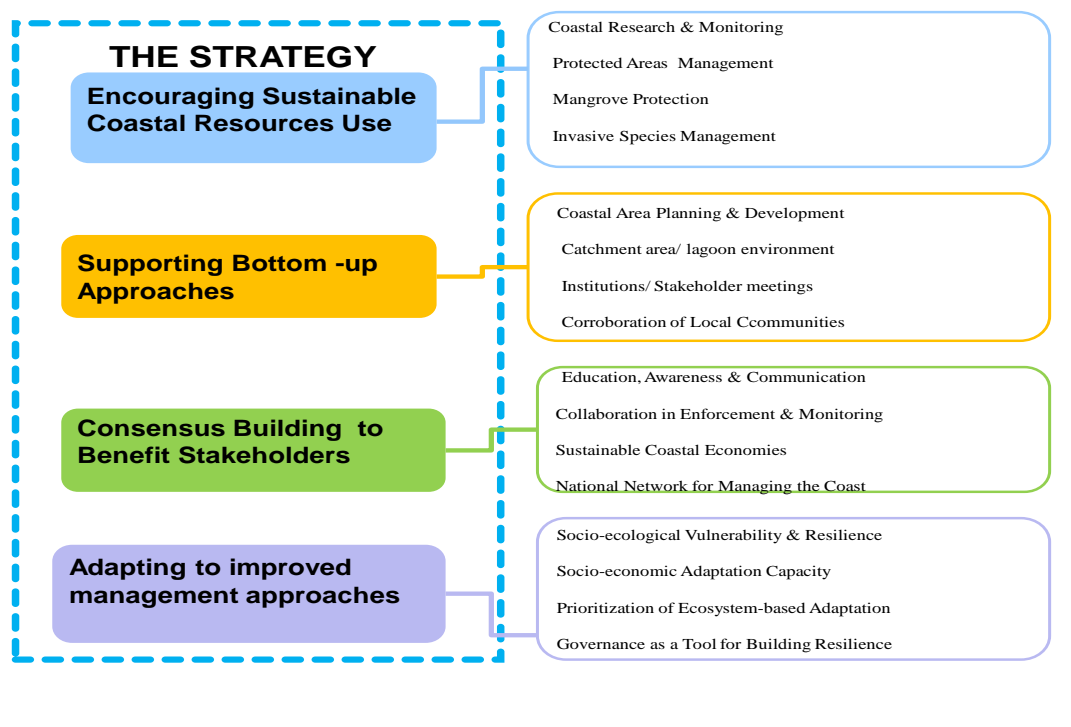 THE STRATEGY
Encouraging Sustainable
Coastal Resources Use
Coastal Research & Monitoring
Protected Areas Management
Mangrove Protection
Invasive Species Management
Supporting Bottom -up
Approaches
Coastal Area Planning & Development
Catchment area/ lagoon environment
Institutions/ Stakeholder meetings
Corroboration of Local Ccommunities
Consensus Building to
Benefit Stakeholders
Education, Awareness & Communication
Collaboration in Enforcement & Monitoring
Sustainable Coastal Economies
National Network for Managing the Coast
Adapting to improved
management approaches
Socio-ecological Vulnerability & Resilience
Socio-economic Adaptation Capacity
Prioritization of Ecosystem-based Adaptation
Governance as a Tool for Building Resilience